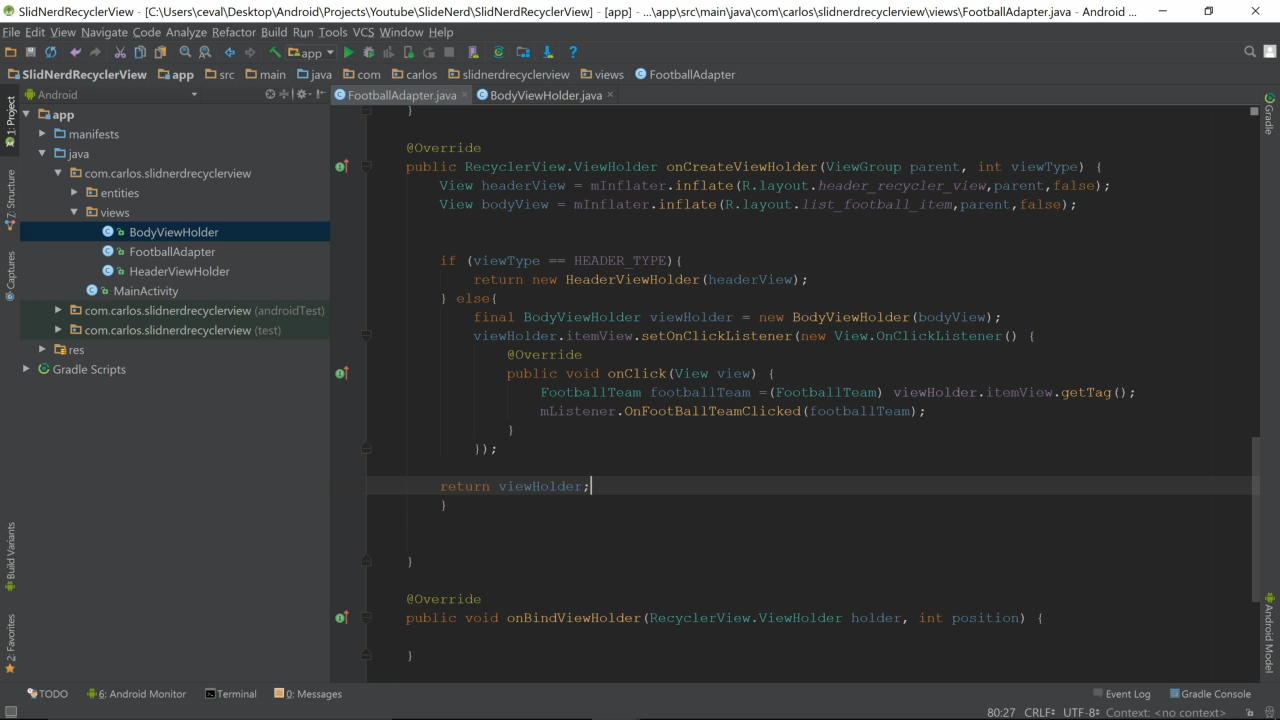 SlidNerdRecyclerView - [C:\Users\ceval\Desktop\Android\Projects\Youtube\SlideNerd\SlidNerdRecyclerView] - [app] - ...\app\src\main\java\com\carlos\slidnerdrecyclerview\views\FootballAdapter.java - Android ...
File Edit View Navigate Code Analyze Refactor Build Run Tools VCS Window Help
app
SlidNerdRecyclerView app src main java com carlos slidnerdrecyclerview views FootballAdapter
Android
FootballAdapter.java
BodyViewHolder.java
1: Project
Z: Structure
Captures
Build Variants
2: Favorites
app
manifests
java
com.carlos.slidnerdrecyclerview
entities
views
BodyViewHolder
FootballAdapter
HeaderViewHolder
MainActivity
com.carlos.slidnerdrecyclerview (androidTest)
com.carlos.slidnerdrecyclerview (test)
res
Gradle Scripts
}
@Override
public RecyclerView.ViewHolder onCreateViewHolder(ViewGroup parent, int viewType) {
View headerView = mInflater.inflate(R.layout.header_recycler_view,parent,false);
View bodyView = mInflater.inflate(R.layout.list_football_item,parent,false);
if (viewType == HEADER_TYPE){
return new HeaderViewHolder(headerView);
} else{
final BodyViewHolder viewHolder = new BodyViewHolder(bodyView);
viewHolder.itemView.setOnClickListener(new View.OnClickListener() {
@Override
public void onClick(View view) {
FootballTeam footballTeam =(FootballTeam) viewHolder.itemView.getTag();
mListener.OnFootBallTeamClicked(footballTeam);
}
});
return viewHolder;
}
}
@Override
public void onBindViewHolder(RecyclerView.ViewHolder holder, int position) {
}
Gradle
Android Model
TODO 6: Android Monitor Terminal 0: Messages Event Log Gradle Console
80:27 CRLF UTF-8 Context: <no context>